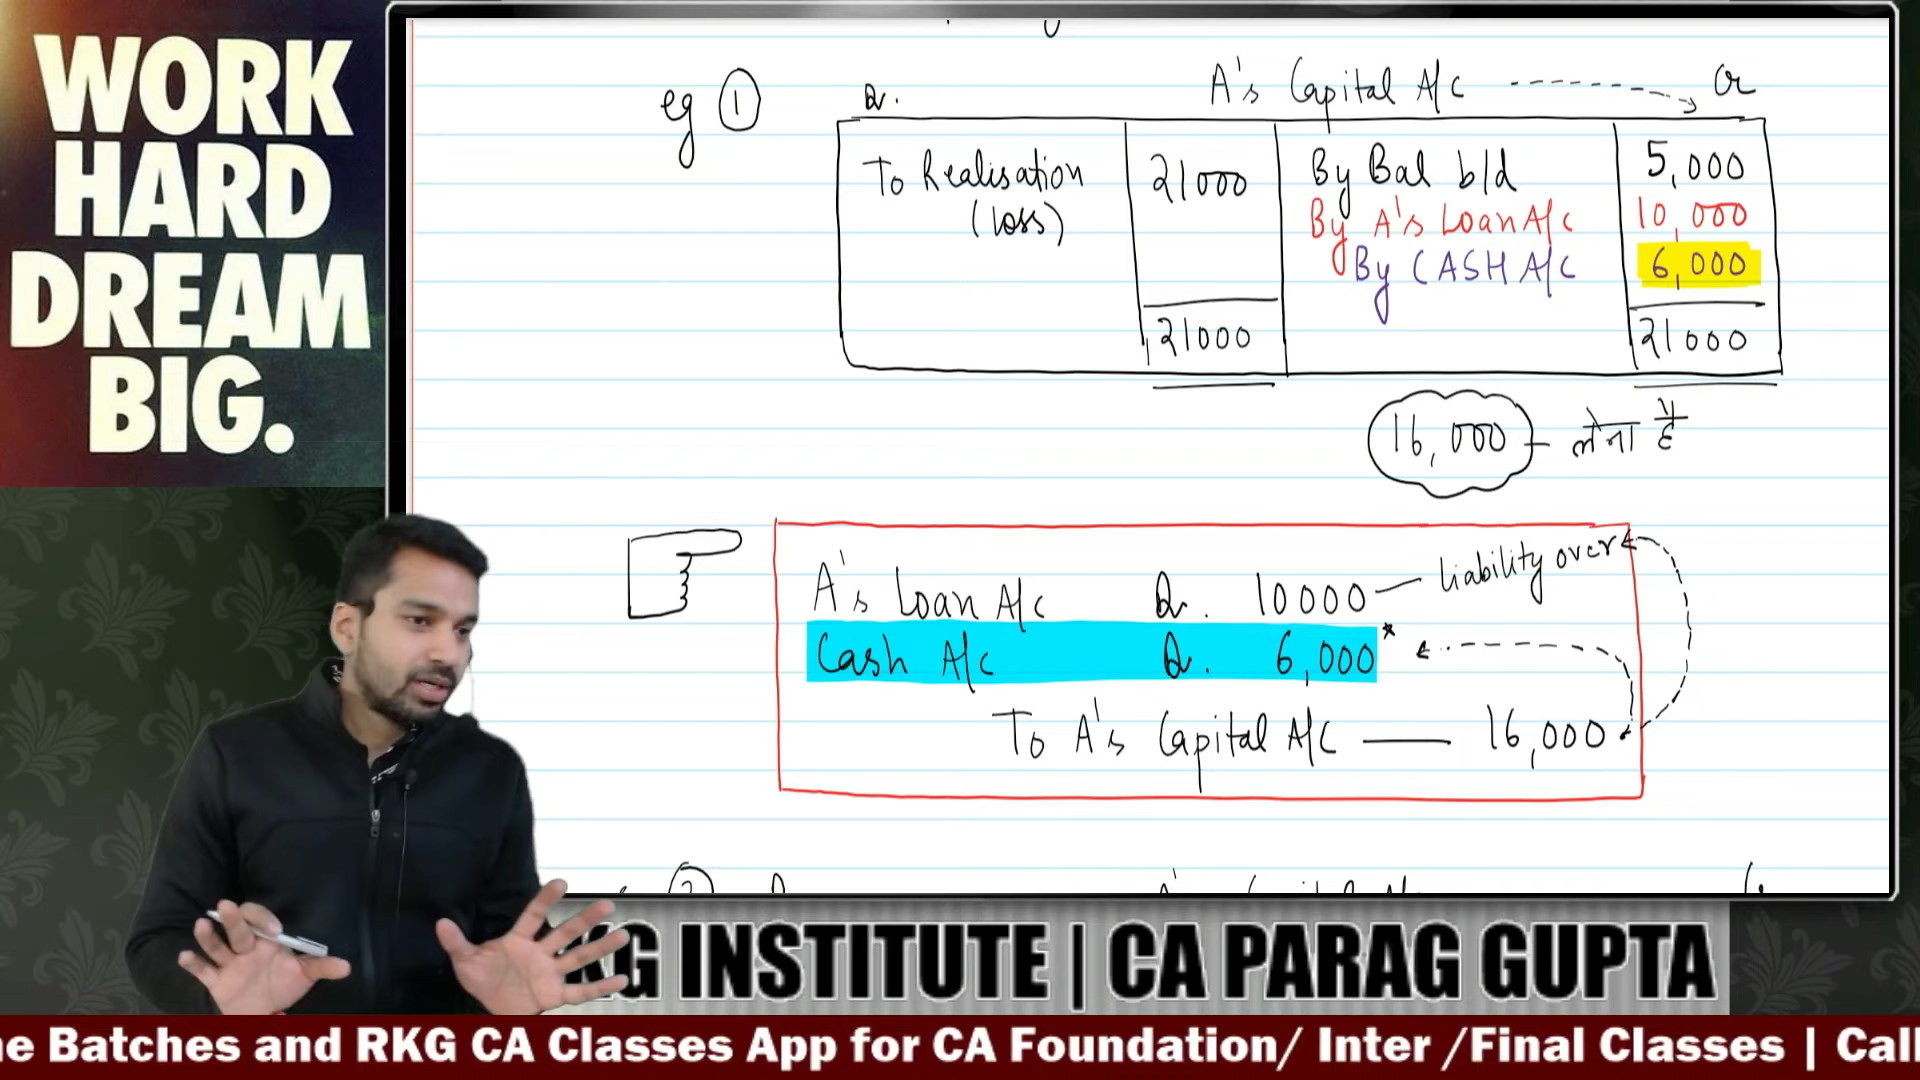 WORK
HARD
DREAM
BIG.
eg ① Dr. A's Capital A/c Cr
To Realisation 21000 By Bal b/d 5,000
(loss) By A's Loan A/c 10,000
By CASH A/c 6,000
21000 21000
16,000 - लेना है
A's Loan A/c Dr. 10000 — liability over
Cash A/c Dr. 6,000*
To A's Capital A/c — 16,000
KG INSTITUTE | CA PARAG GUPTA
ne Batches and RKG CA Classes App for CA Foundation/ Inter /Final Classes | Call